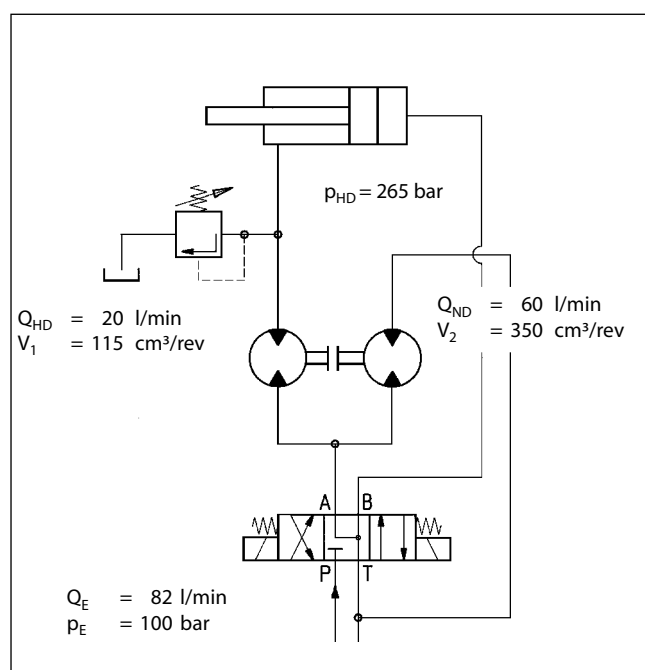 p_HD = 265 bar
Q_HD = 20 l/min
V_1 = 115 cm³/rev
Q_ND = 60 l/min
V_2 = 350 cm³/rev
A B
P T
Q_E = 82 l/min
p_E = 100 bar